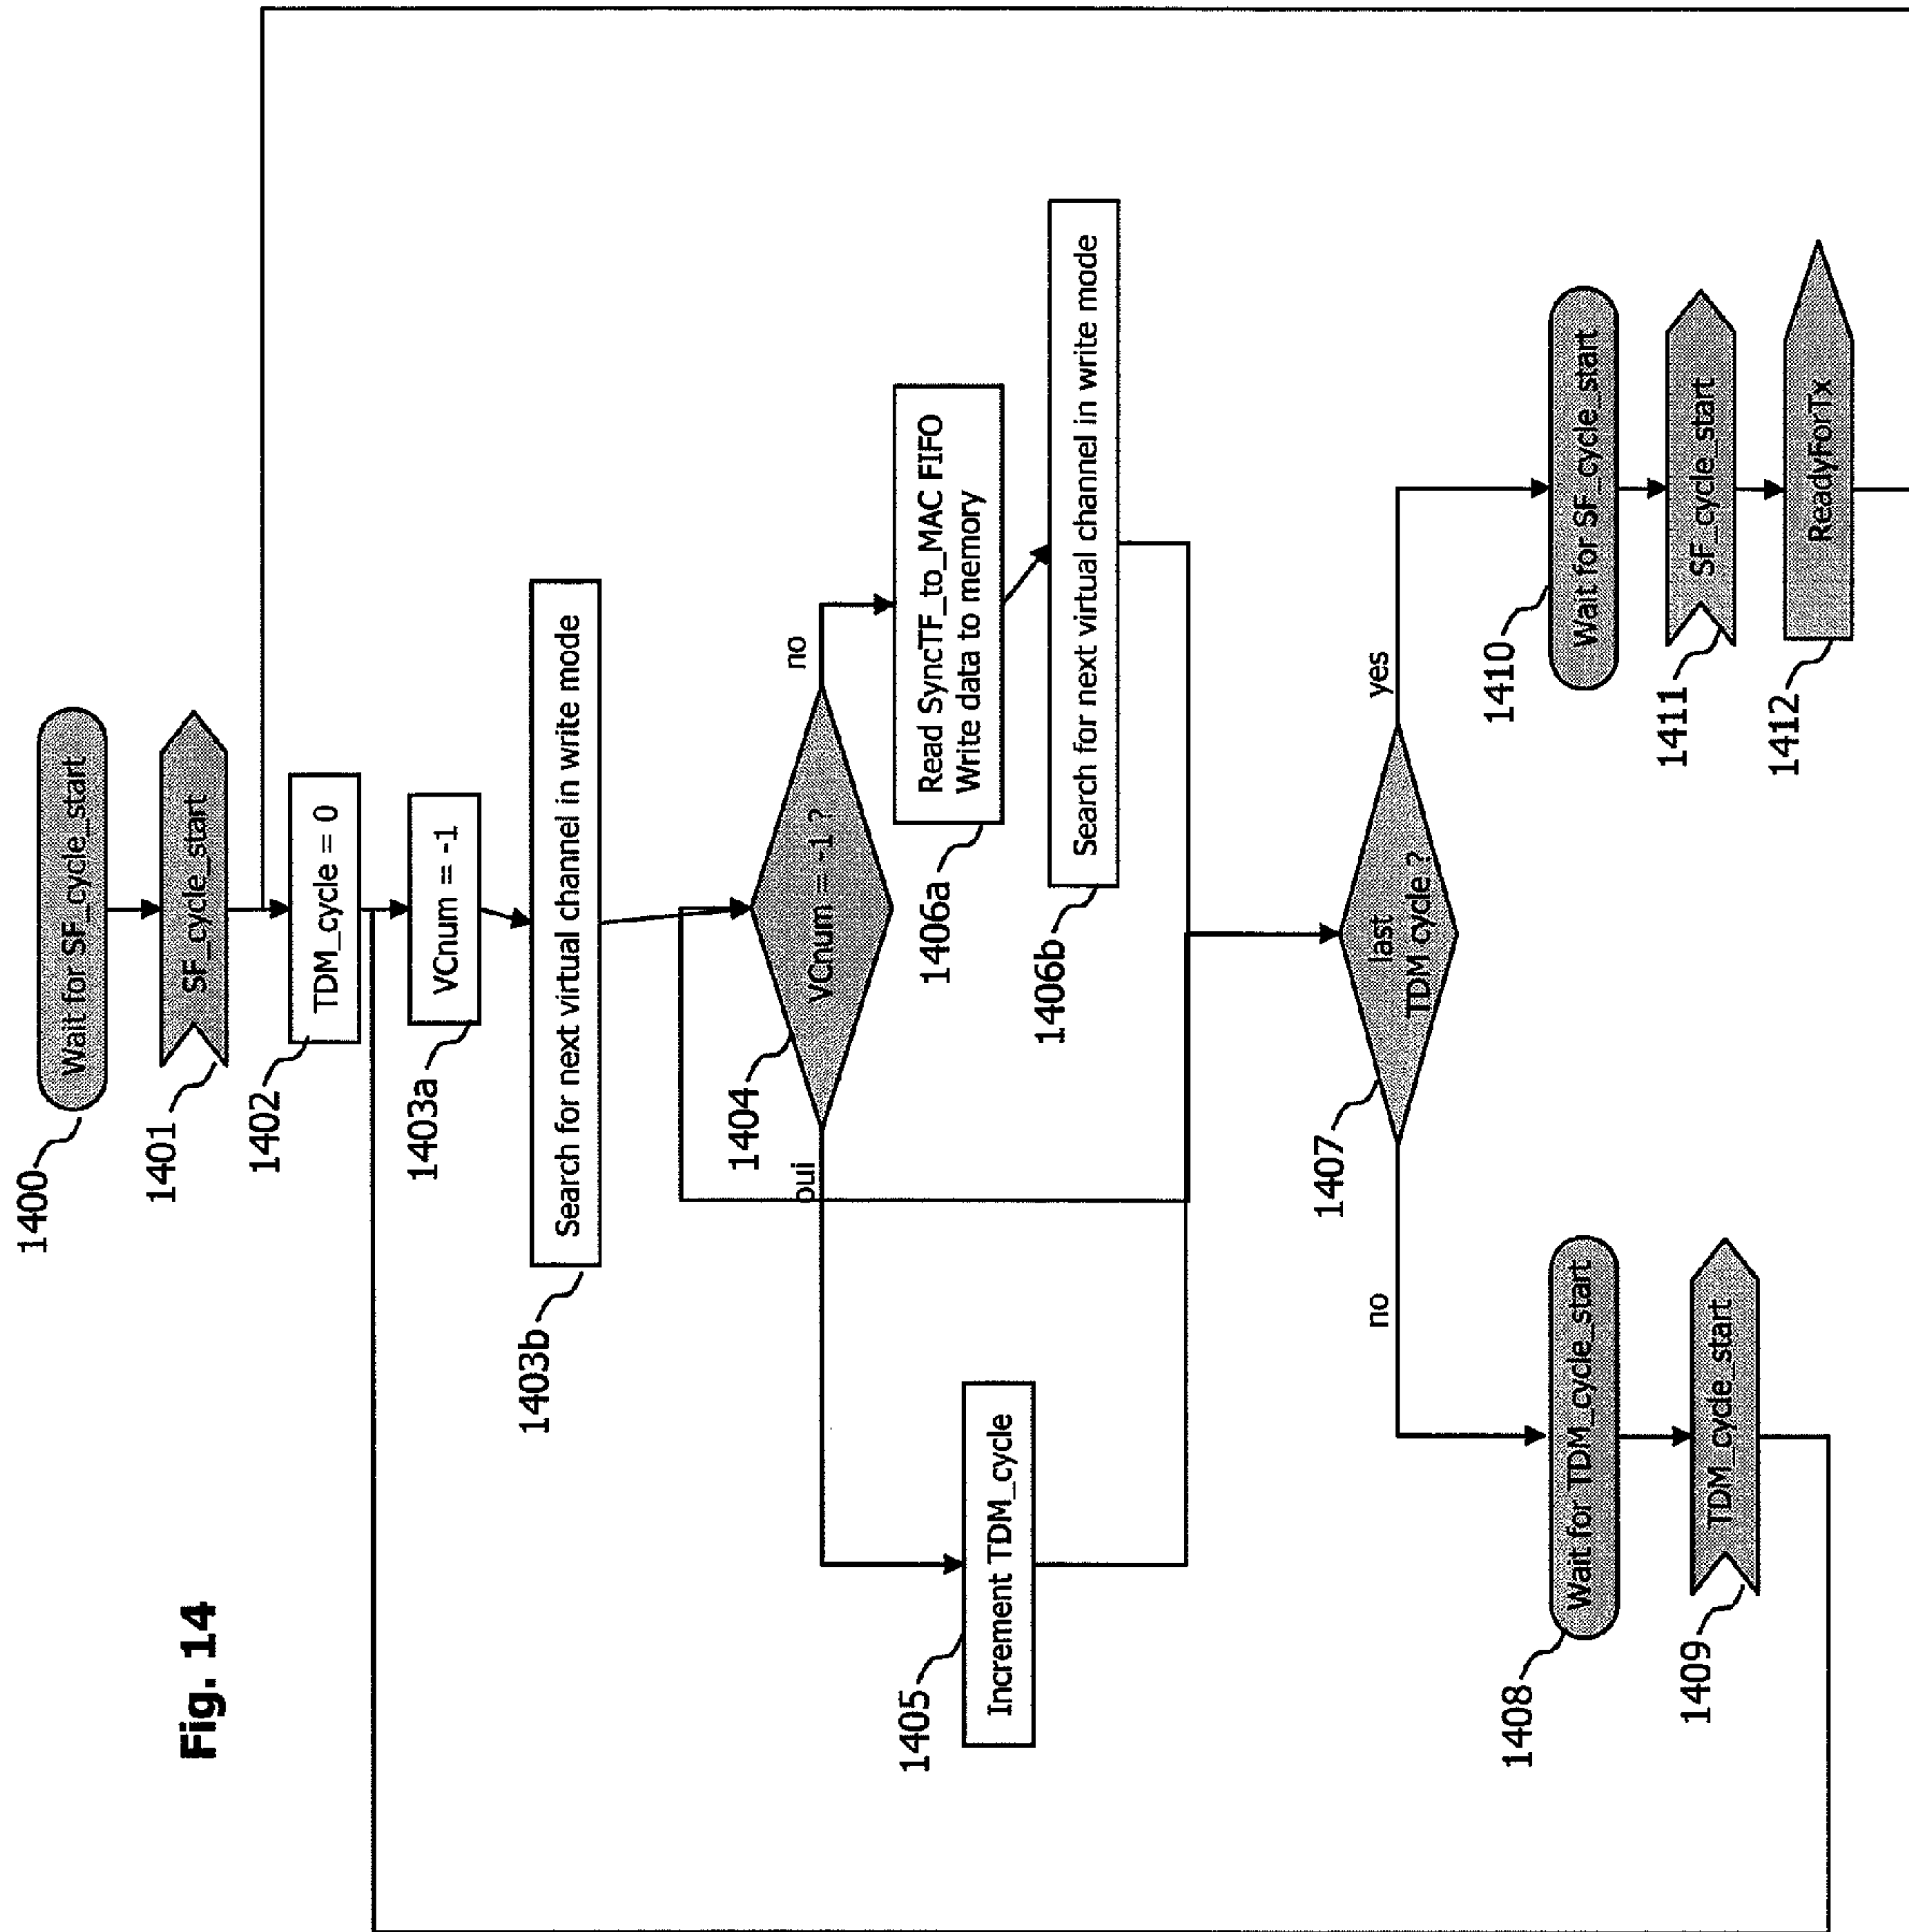 Fig. 14
1400
Wait for SF_cycle_start
1401
SF_cycle_start
1402
TDM_cycle = 0
1403a
VCnum = -1
1403b
Search for next virtual channel in write mode
1404
VCnum = -1 ?
oui
no
1405
Increment TDM_cycle
1406a
Read SyncTF_to_MAC FIFO
Write data to memory
1406b
Search for next virtual channel in write mode
1407
last
TDM cycle ?
no
yes
1408
Wait for TDM_cycle_start
1409
TDM_cycle_start
1410
Wait for SF_cycle_start
1411
SF_cycle_start
1412
ReadyForTx